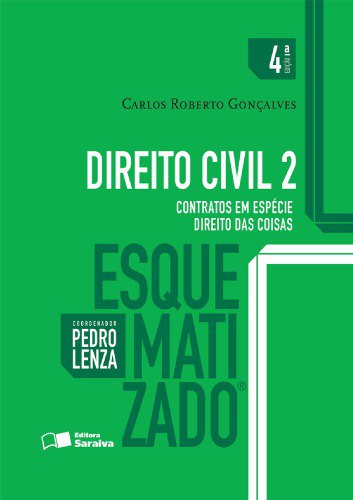 4ª
EDIÇÃO
CARLOS ROBERTO GONÇALVES
DIREITO CIVIL 2
CONTRATOS EM ESPÉCIE
DIREITO DAS COISAS
ESQUE
MATI
ZADO®
COORDENADOR
PEDRO
LENZA
Editora
Saraiva